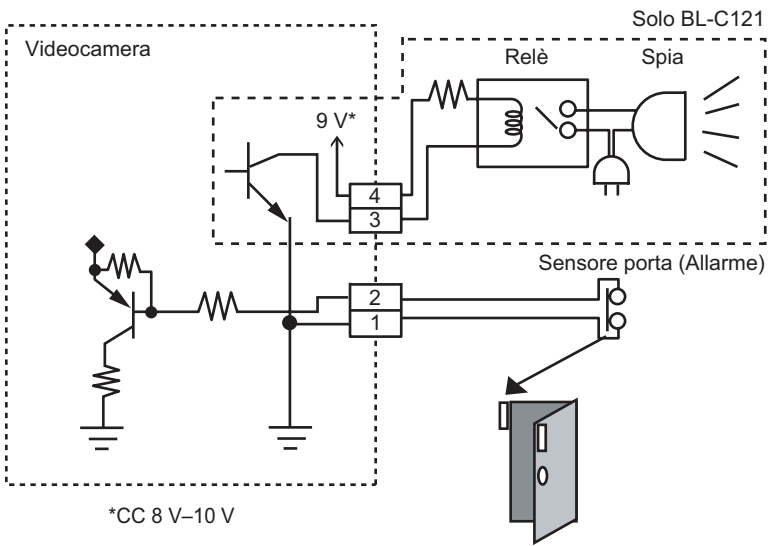 Solo BL-C121
Videocamera
Relè
Spia
9 V*
4
3
Sensore porta (Allarme)
2
1
*CC 8 V–10 V